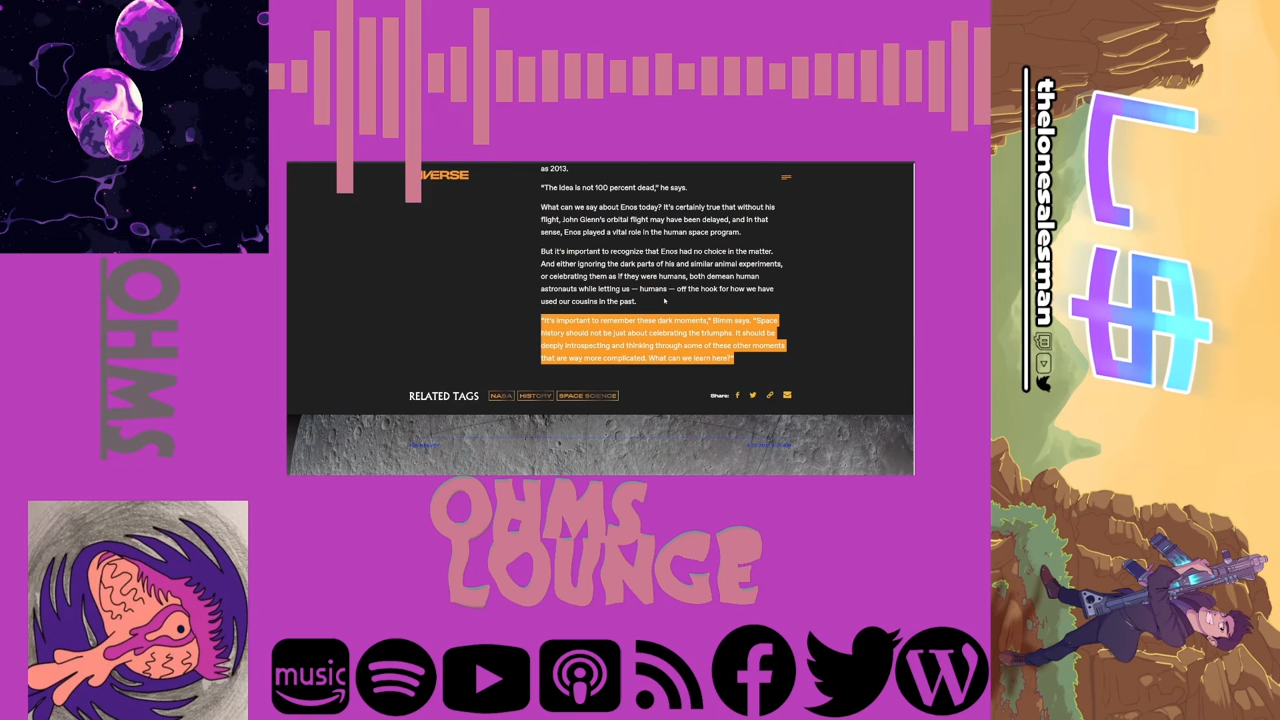 as 2013.
"The idea is not 100 percent dead," he says.
What can we say about Enos today? It's certainly true that without his
flight, John Glenn's orbital flight may have been delayed, and in that
sense, Enos played a vital role in the human space program.
But it's important to recognize that Enos had no choice in the matter.
And either ignoring the dark parts of his and similar animal experiments,
or celebrating them as if they were humans, both demean human
astronauts while letting us — humans — off the hook for how we have
used our cousins in the past.
"It's important to remember these dark moments," Bimm says. "Space
history should not be just about celebrating the triumphs. It should be
deeply introspecting and thinking through some of these other moments
that are way more complicated. What can we learn here?"
RELATED TAGS NASA HISTORY SPACE SCIENCE
Share:
OHMS
LOUNGE
music
OHMS
thelonesalesman
LS